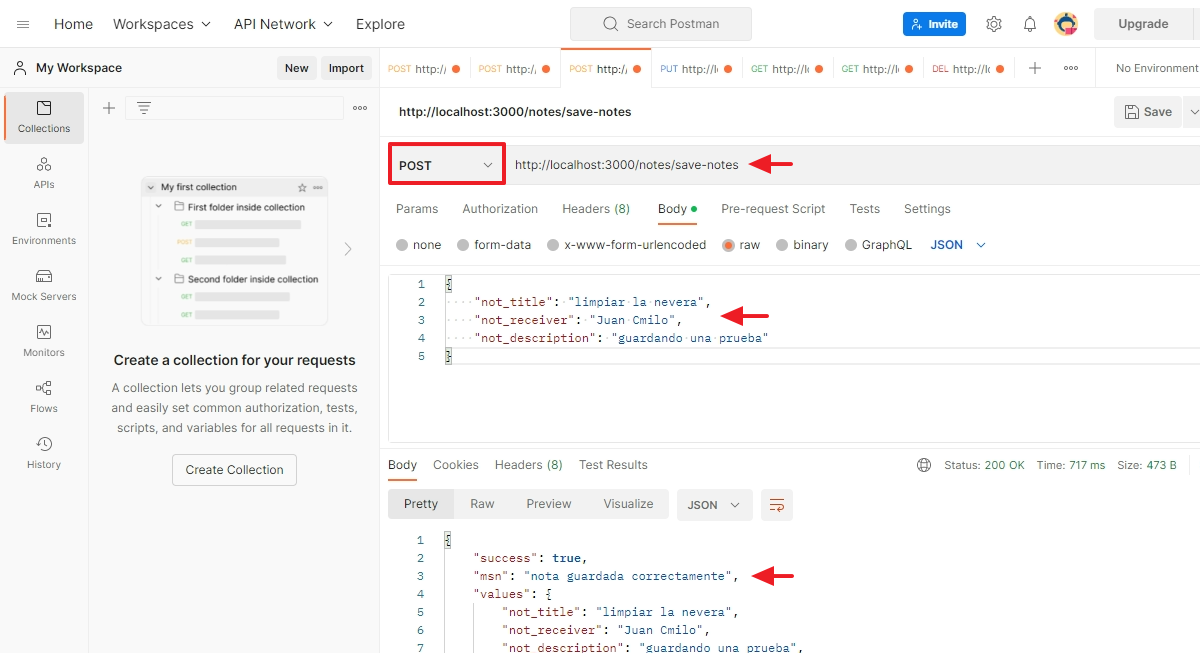 Home Workspaces API Network Explore Search Postman Invite Upgrade
My Workspace New Import POST http:/ POST http:/ POST http:/ PUT http://l GET http://l GET http://l DEL http://l No Environment
Collections
APIs
Environments
Mock Servers
Monitors
Flows
History
My first collection
First folder inside collection
GET
POST
GET
Second folder inside collection
GET
GET
Create a collection for your requests
A collection lets you group related requests
and easily set common authorization, tests,
scripts, and variables for all requests in it.
Create Collection
http://localhost:3000/notes/save-notes Save
POST http://localhost:3000/notes/save-notes
Params Authorization Headers (8) Body Pre-request Script Tests Settings
none form-data x-www-form-urlencoded raw binary GraphQL JSON
1 {
2 "not_title": "limpiar la nevera",
3 "not_receiver": "Juan Cmilo",
4 "not_description": "guardando una prueba"
5 }
Body Cookies Headers (8) Test Results Status: 200 OK Time: 717 ms Size: 473 B
Pretty Raw Preview Visualize JSON
1 {
2 "success": true,
3 "msn": "nota guardada correctamente",
4 "values": {
5 "not_title": "limpiar la nevera",
6 "not_receiver": "Juan Cmilo",
7 "not_description": "guardando una prueba",